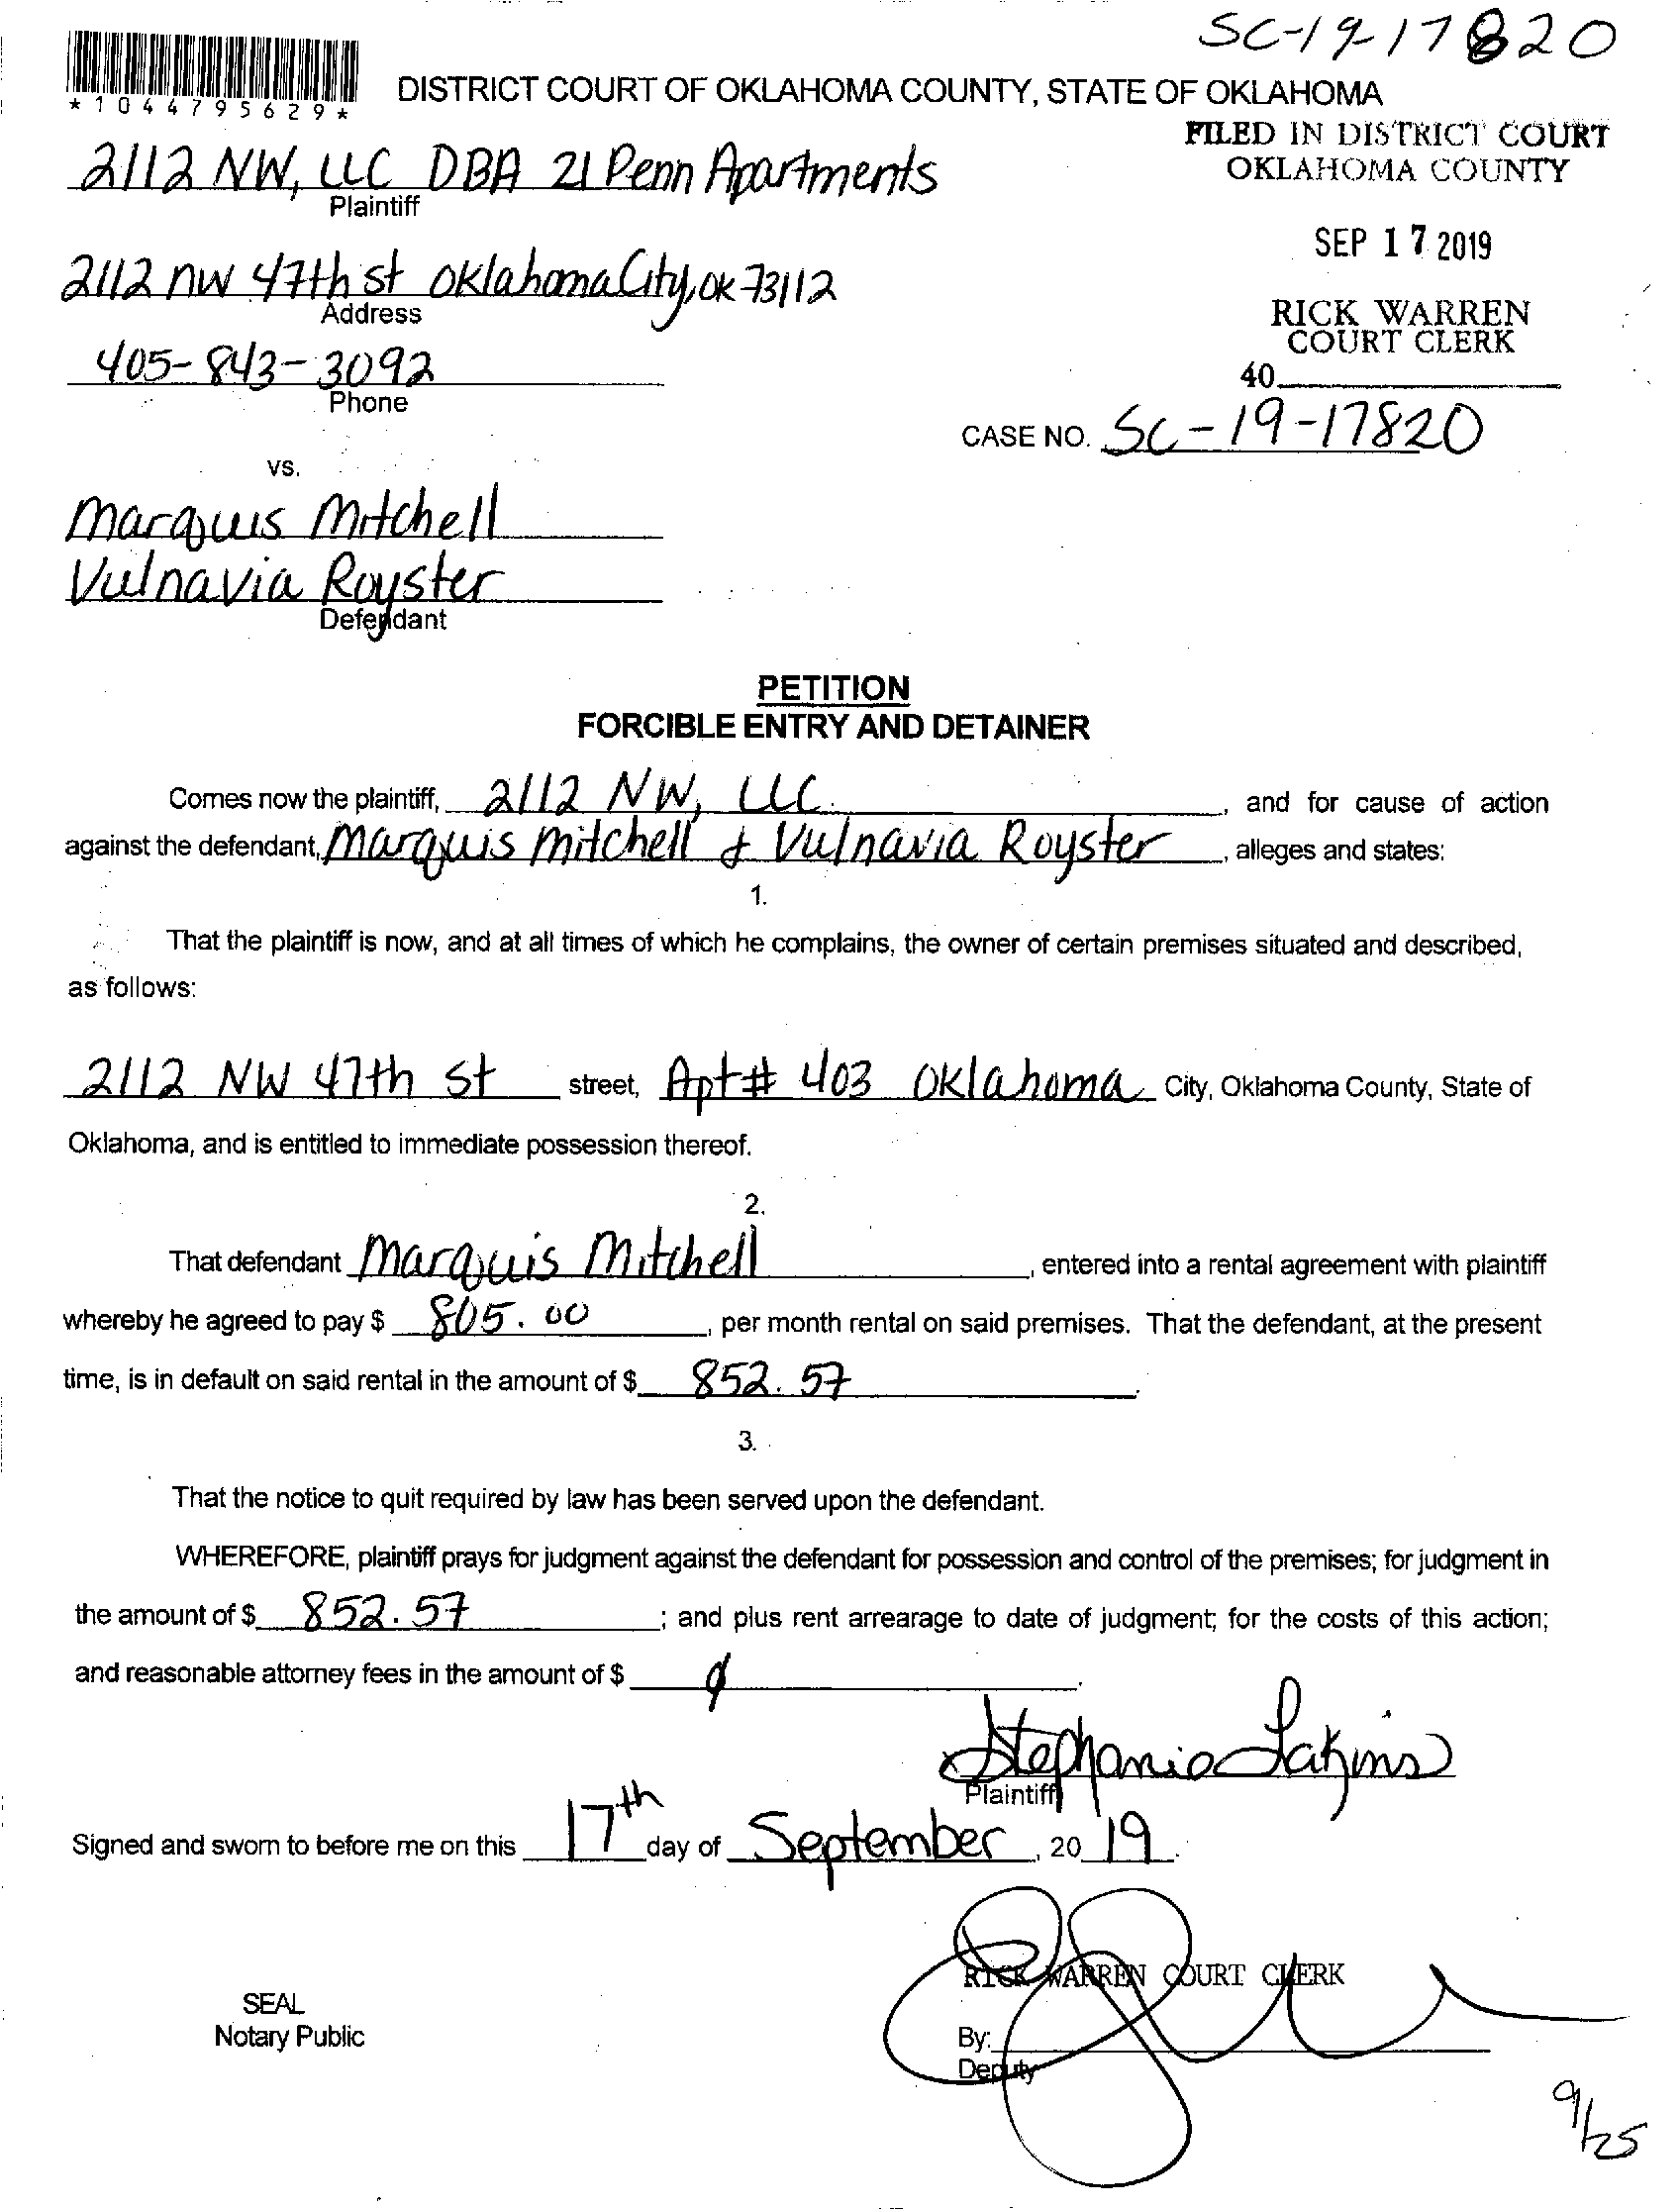 SC-19-17820
*1044795629*
DISTRICT COURT OF OKLAHOMA COUNTY, STATE OF OKLAHOMA
FILED IN DISTRICT COURT
OKLAHOMA COUNTY
2112 NW, LLC DBA 21 Penn Apartments
Plaintiff
SEP 17 2019
2112 NW 47th st Oklahoma City, OK 73112
Address
RICK WARREN
COURT CLERK
405-843-3092
Phone
40
CASE NO. SC-19-17820
vs.
Marquis Mitchell
Vulnavia Royster
Defendant
PETITION
FORCIBLE ENTRY AND DETAINER
Comes now the plaintiff, 2112 NW, LLC. , and for cause of action
against the defendant, Marquis Mitchell & Vulnavia Royster , alleges and states:
1.
That the plaintiff is now, and at all times of which he complains, the owner of certain premises situated and described,
as follows:
2112 NW 47th St street, Apt# 403 Oklahoma City, Oklahoma County, State of
Oklahoma, and is entitled to immediate possession thereof.
2.
That defendant Marquis Mitchell , entered into a rental agreement with plaintiff
whereby he agreed to pay $ 805.00 , per month rental on said premises. That the defendant, at the present
time, is in default on said rental in the amount of $ 852.57 .
3.
That the notice to quit required by law has been served upon the defendant.
WHEREFORE, plaintiff prays for judgment against the defendant for possession and control of the premises; for judgment in
the amount of $ 852.57 ; and plus rent arrearage to date of judgment; for the costs of this action;
and reasonable attorney fees in the amount of $ .
Stephanie Lakins
Plaintiff
Signed and sworn to before me on this 17th day of September , 20 19 .
RICK WARREN COURT CLERK
SEAL
Notary Public
By:
Deputy
9/25